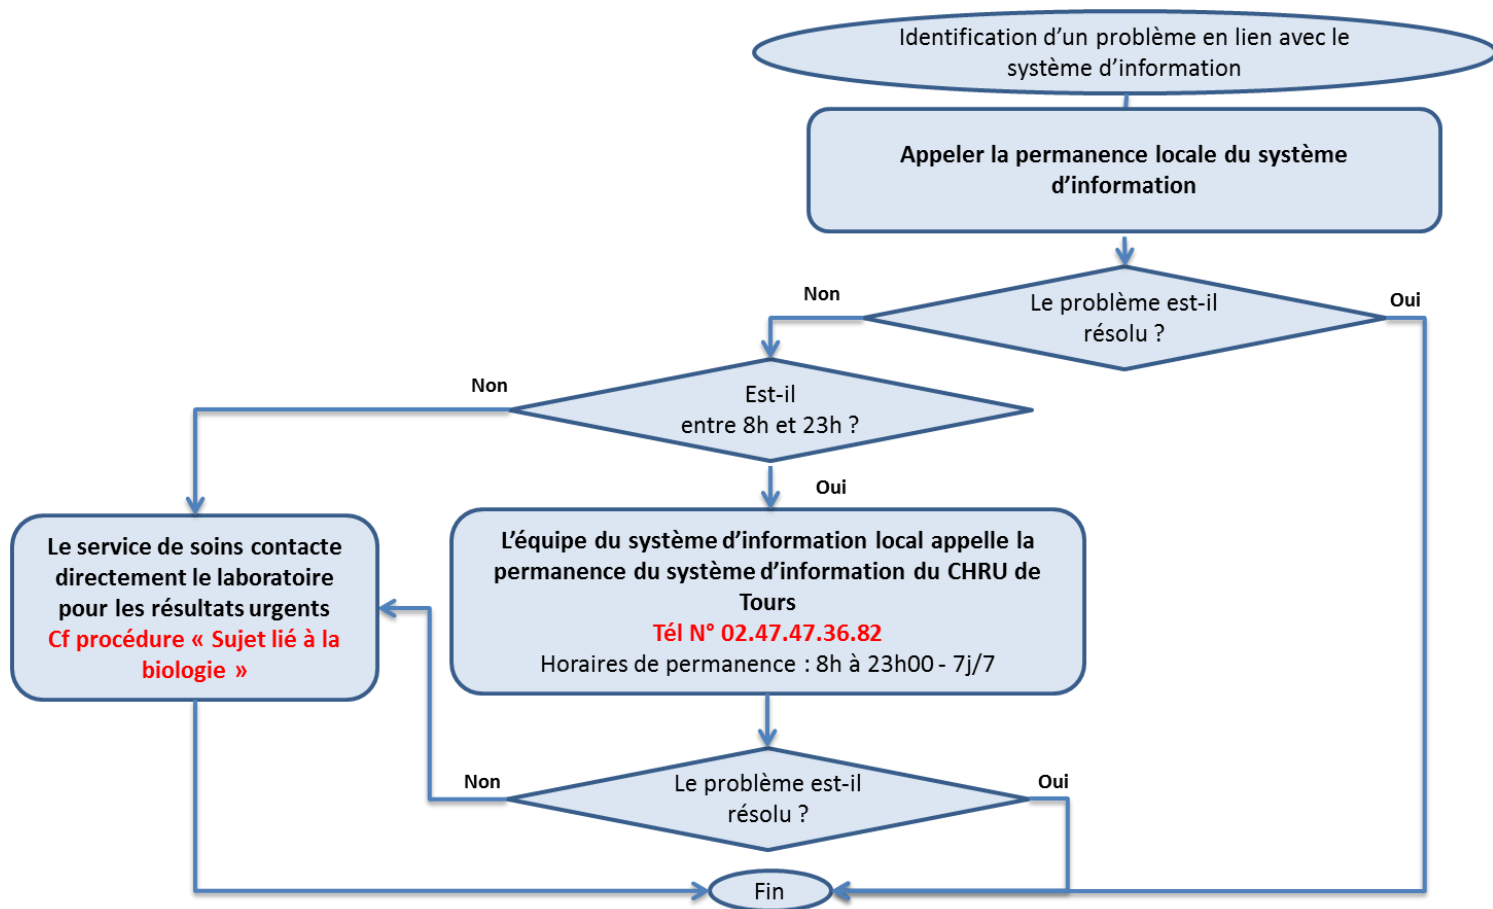 Identification d’un problème en lien avec le
système d’information
Appeler la permanence locale du système
d’information
Le problème est-il
résolu ?
Non
Oui
Est-il
entre 8h et 23h ?
Non
Oui
Le service de soins contacte
directement le laboratoire
pour les résultats urgents
Cf procédure « Sujet lié à la
biologie »
L’équipe du système d’information local appelle la
permanence du système d’information du CHRU de
Tours
Tél N° 02.47.47.36.82
Horaires de permanence : 8h à 23h00 - 7j/7
Le problème est-il
résolu ?
Non
Oui
Fin